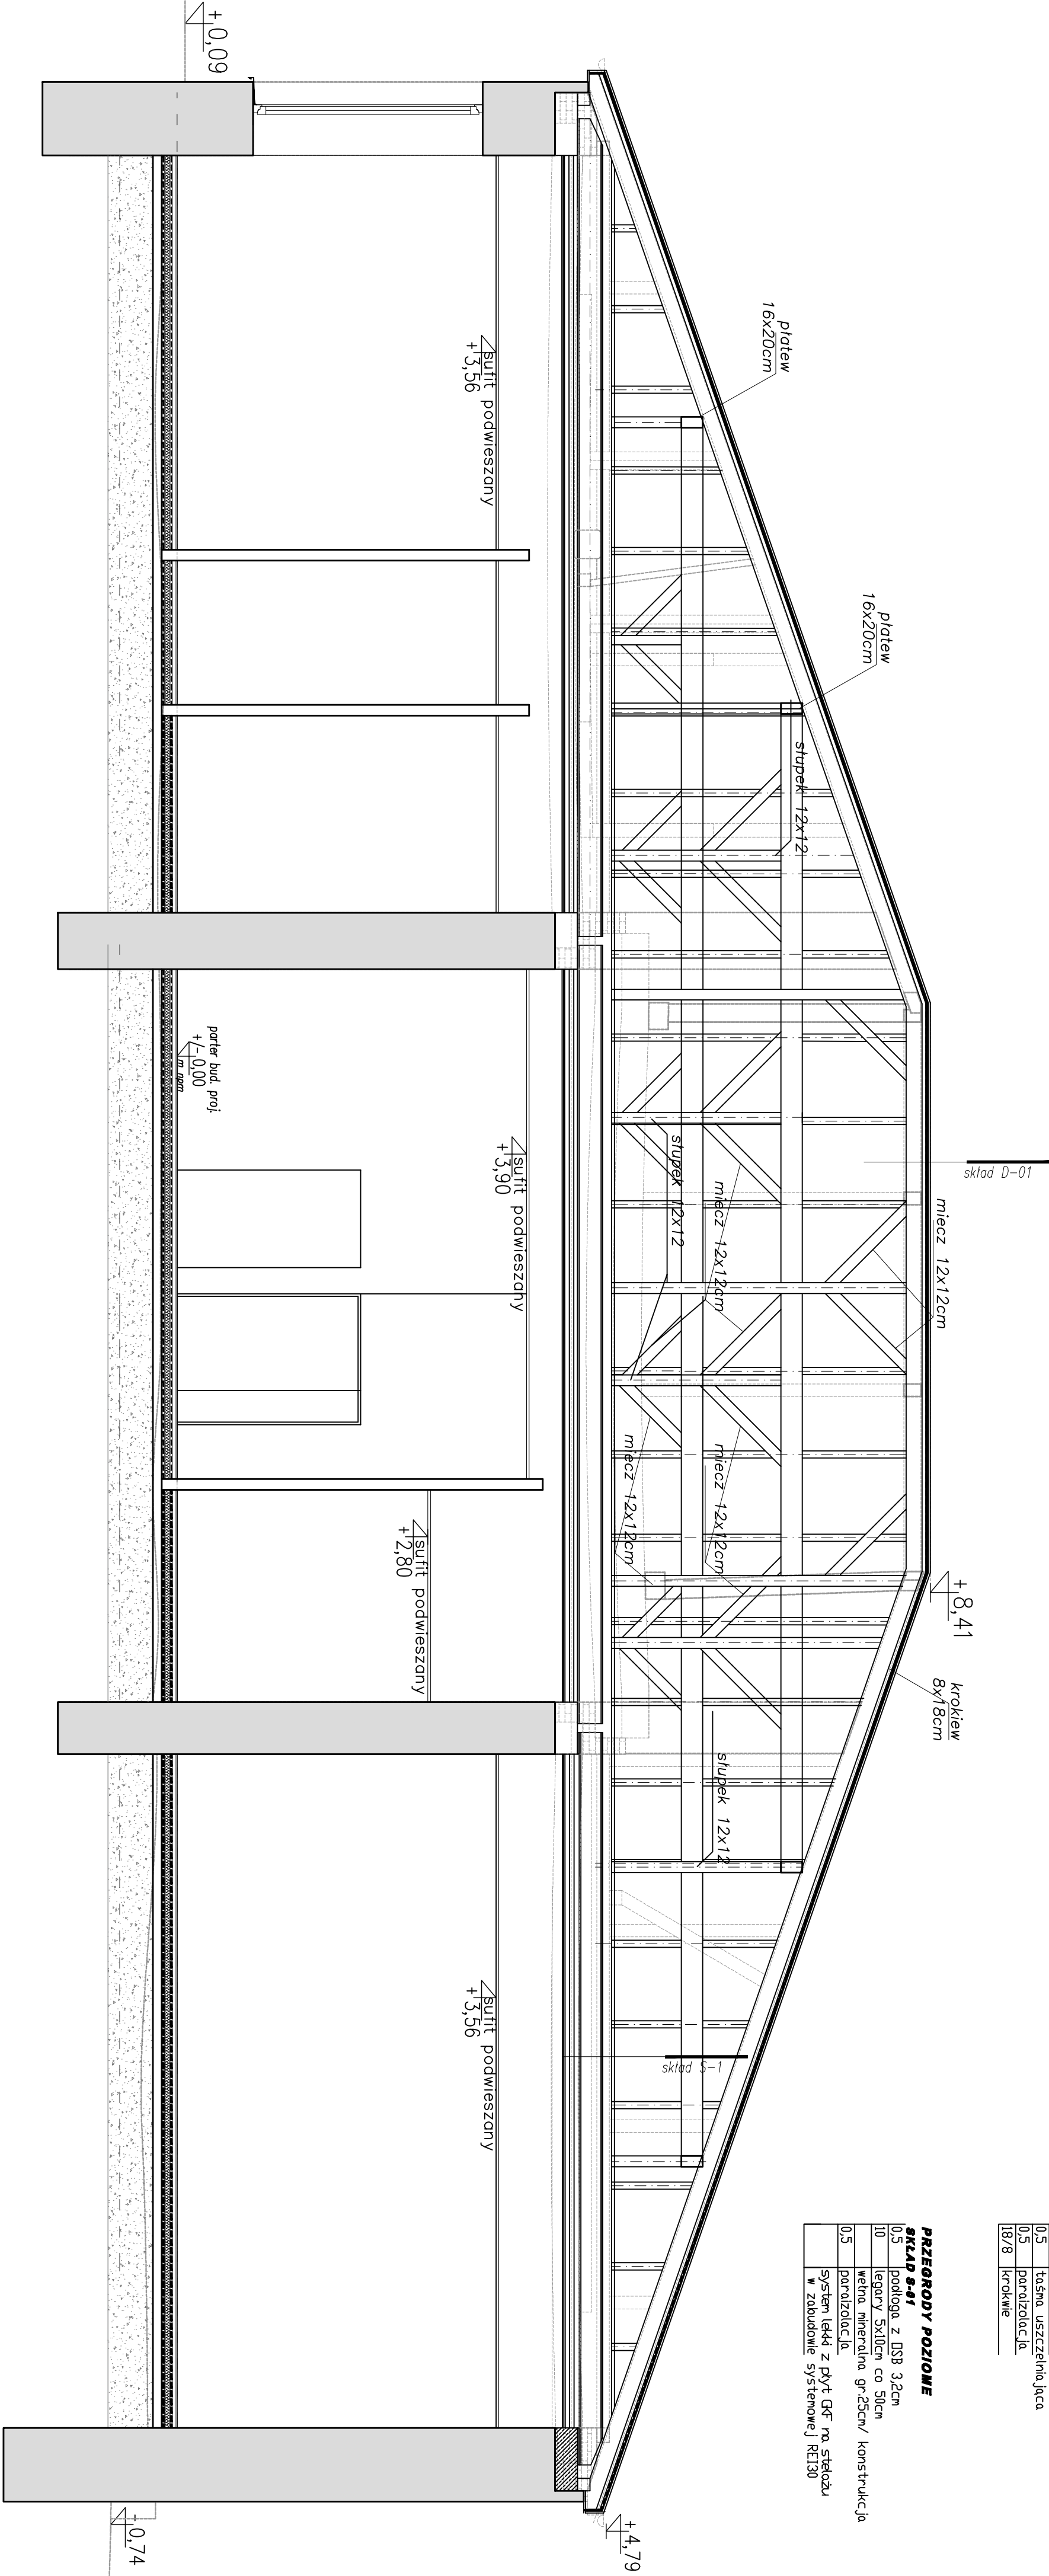 + 0,09
płatew
16x20cm
płatew
16x20cm
słupek 12x12
sufit podwieszany
+ 3,56
parter bud. proj.
+/- 0,00
m npm
sufit podwieszany
+ 3,90
skład D-01
miecz 12x12cm
słupek 12x12
miecz 12x12cm
miecz 12x12cm
miecz 12x12cm
sufit podwieszany
+ 2,80
+ 8,41
krokiew
8x18cm
słupek 12x12
sufit podwieszany
+ 3,56
skład S-1
0,5 taśma uszczelniająca
0,5 paroizolacja
18/8 krokwie
PRZEGRODY POZIOME
SKŁAD S-01
0,5 podłoga z OSB 3,2cm
10 legary 5x10cm co 50cm
wełna mineralna gr.25cm/ konstrukcja
0,5 paroizolacja
system lekki z płyt GKF na stelażu
w zabudowie systemowej REI30
+ 4,79
- 0,74